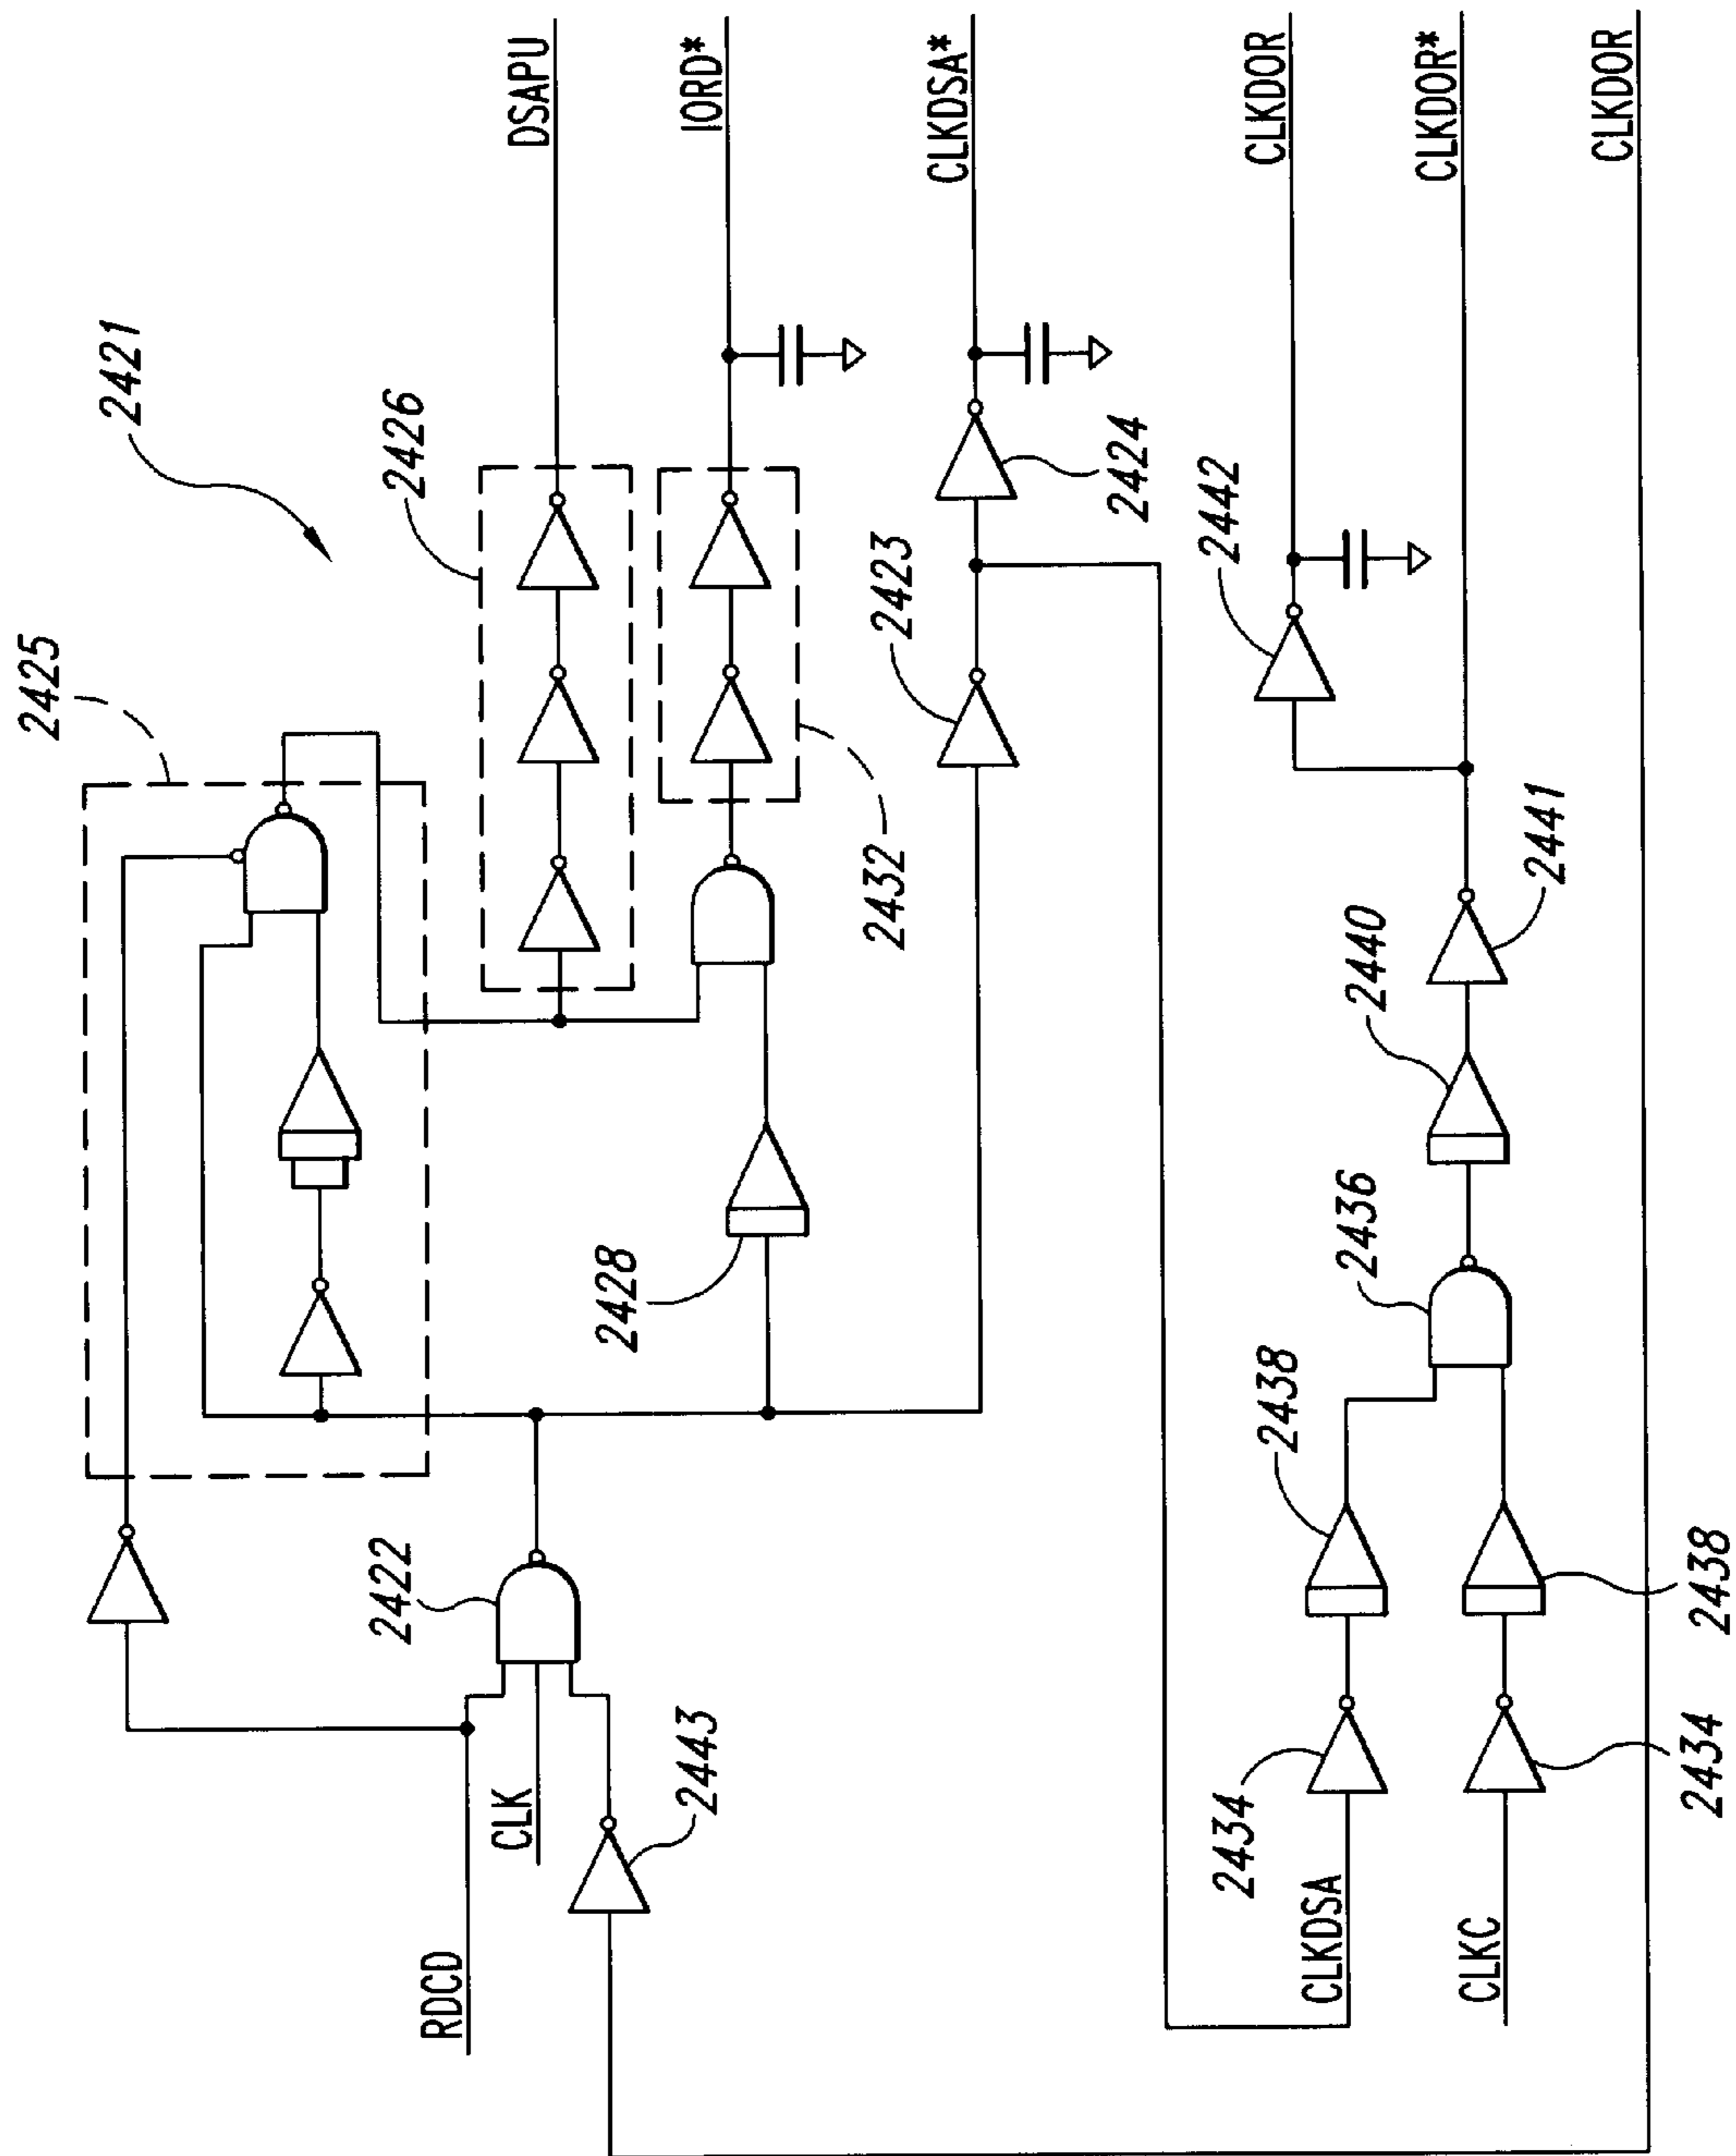 2421
2425
2426
DSAPU
IORD*
2432
2428
2422
2423
2424
CLKDSA*
RDCD
CLK
2443
2442
CLKDOR
CLKDSA
2434
2438
2436
2440
2441
CLKDOR*
CLKC
2434
2438
CLKDOR